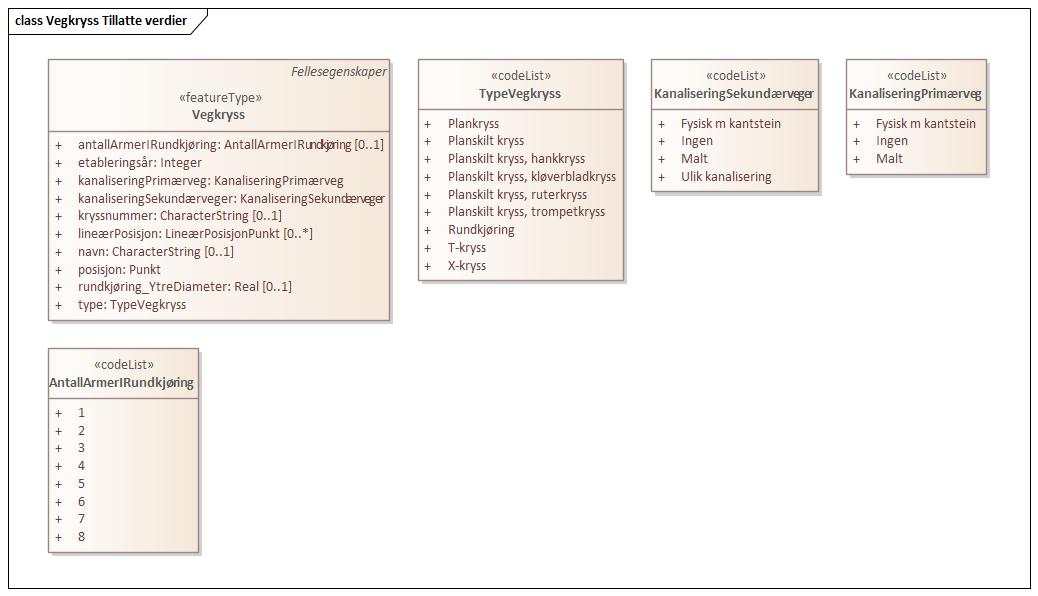 class Vegkryss Tillatte verdier
Fellesegenskaper
«featureType»
Vegkryss
+ antallArmerIRundkjøring: AntallArmerIRundkjøring [0..1]
+ etableringsår: Integer
+ kanaliseringPrimærveg: KanaliseringPrimærveg
+ kanaliseringSekundærveger: KanaliseringSekundærveger
+ kryssnummer: CharacterString [0..1]
+ lineærPosisjon: LineærPosisjonPunkt [0..*]
+ navn: CharacterString [0..1]
+ posisjon: Punkt
+ rundkjøring_YtreDiameter: Real [0..1]
+ type: TypeVegkryss
«codeList»
TypeVegkryss
+ Plankryss
+ Planskilt kryss
+ Planskilt kryss, hankkryss
+ Planskilt kryss, kløverbladkryss
+ Planskilt kryss, ruterkryss
+ Planskilt kryss, trompetkryss
+ Rundkjøring
+ T-kryss
+ X-kryss
«codeList»
KanaliseringSekundærveger
+ Fysisk m kantstein
+ Ingen
+ Malt
+ Ulik kanalisering
«codeList»
KanaliseringPrimærveg
+ Fysisk m kantstein
+ Ingen
+ Malt
«codeList»
AntallArmerIRundkjøring
+ 1
+ 2
+ 3
+ 4
+ 5
+ 6
+ 7
+ 8